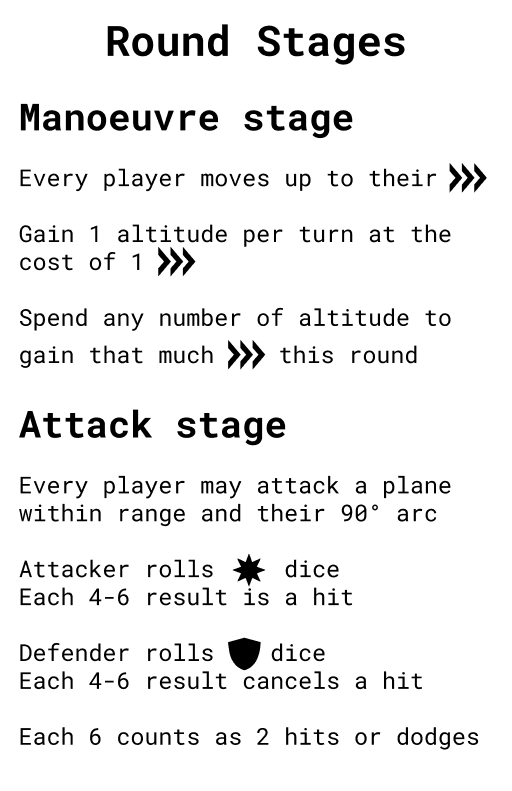 Round Stages
Manoeuvre stage
Every player moves up to their
Gain 1 altitude per turn at the
cost of 1
Spend any number of altitude to
gain that much this round
Attack stage
Every player may attack a plane
within range and their 90° arc
Attacker rolls dice
Each 4-6 result is a hit
Defender rolls dice
Each 4-6 result cancels a hit
Each 6 counts as 2 hits or dodges